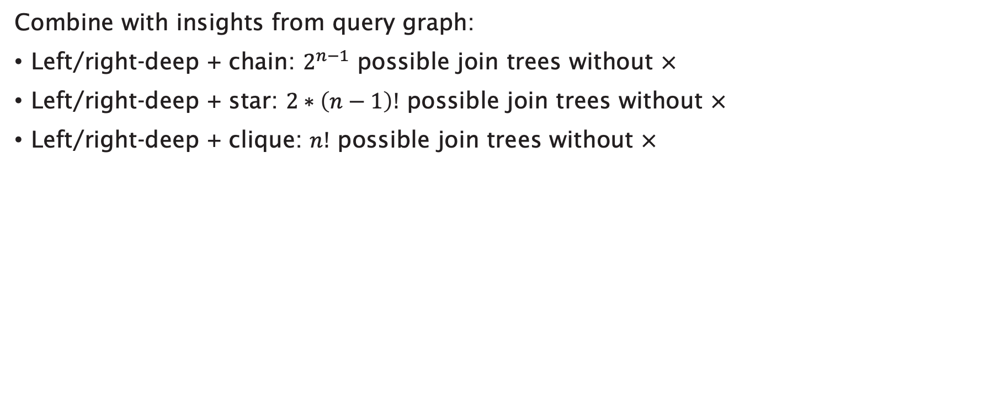 Combine with insights from query graph:
• Left/right-deep + chain: 2ⁿ⁻¹ possible join trees without ×
• Left/right-deep + star: 2 ∗ (𝑛 − 1)! possible join trees without ×
• Left/right-deep + clique: 𝑛! possible join trees without ×